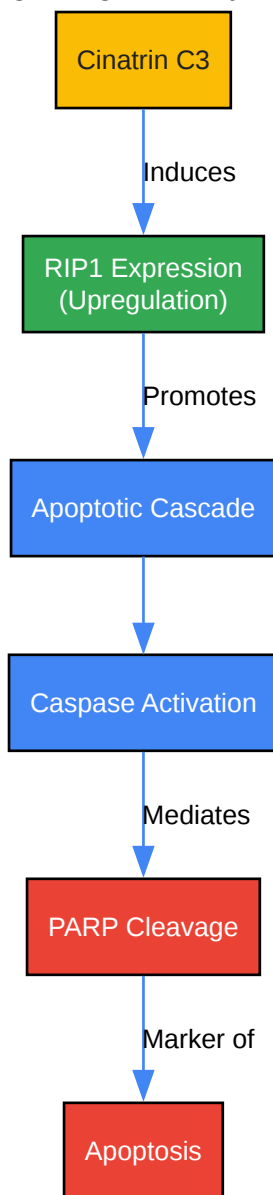 Cinatrin C3
Induces
RIP1 Expression
(Upregulation)
Promotes
Apoptotic Cascade
Caspase Activation
Mediates
PARP Cleavage
Marker of
Apoptosis